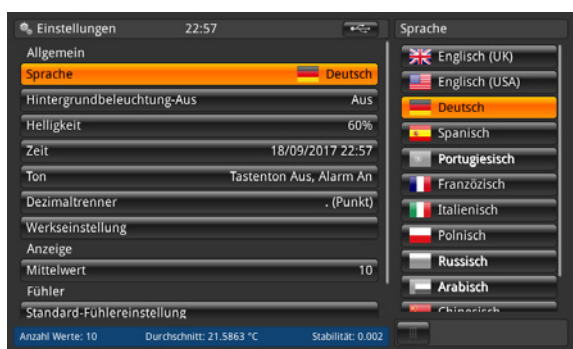 Einstellungen 22:57
Allgemein
Sprache Deutsch
Hintergrundbeleuchtung-Aus Aus
Helligkeit 60%
Zeit 18/09/2017 22:57
Ton Tastenton Aus, Alarm An
Dezimaltrenner . (Punkt)
Werkseinstellung
Anzeige
Mittelwert 10
Fühler
Standard-Fühlereinstellung
Anzahl Werte: 10 Durchschnitt: 21.5863 °C Stabilität: 0.002
Sprache
Englisch (UK)
Englisch (USA)
Deutsch
Spanisch
Portugiesisch
Französisch
Italienisch
Polnisch
Russisch
Arabisch
Chinesisch